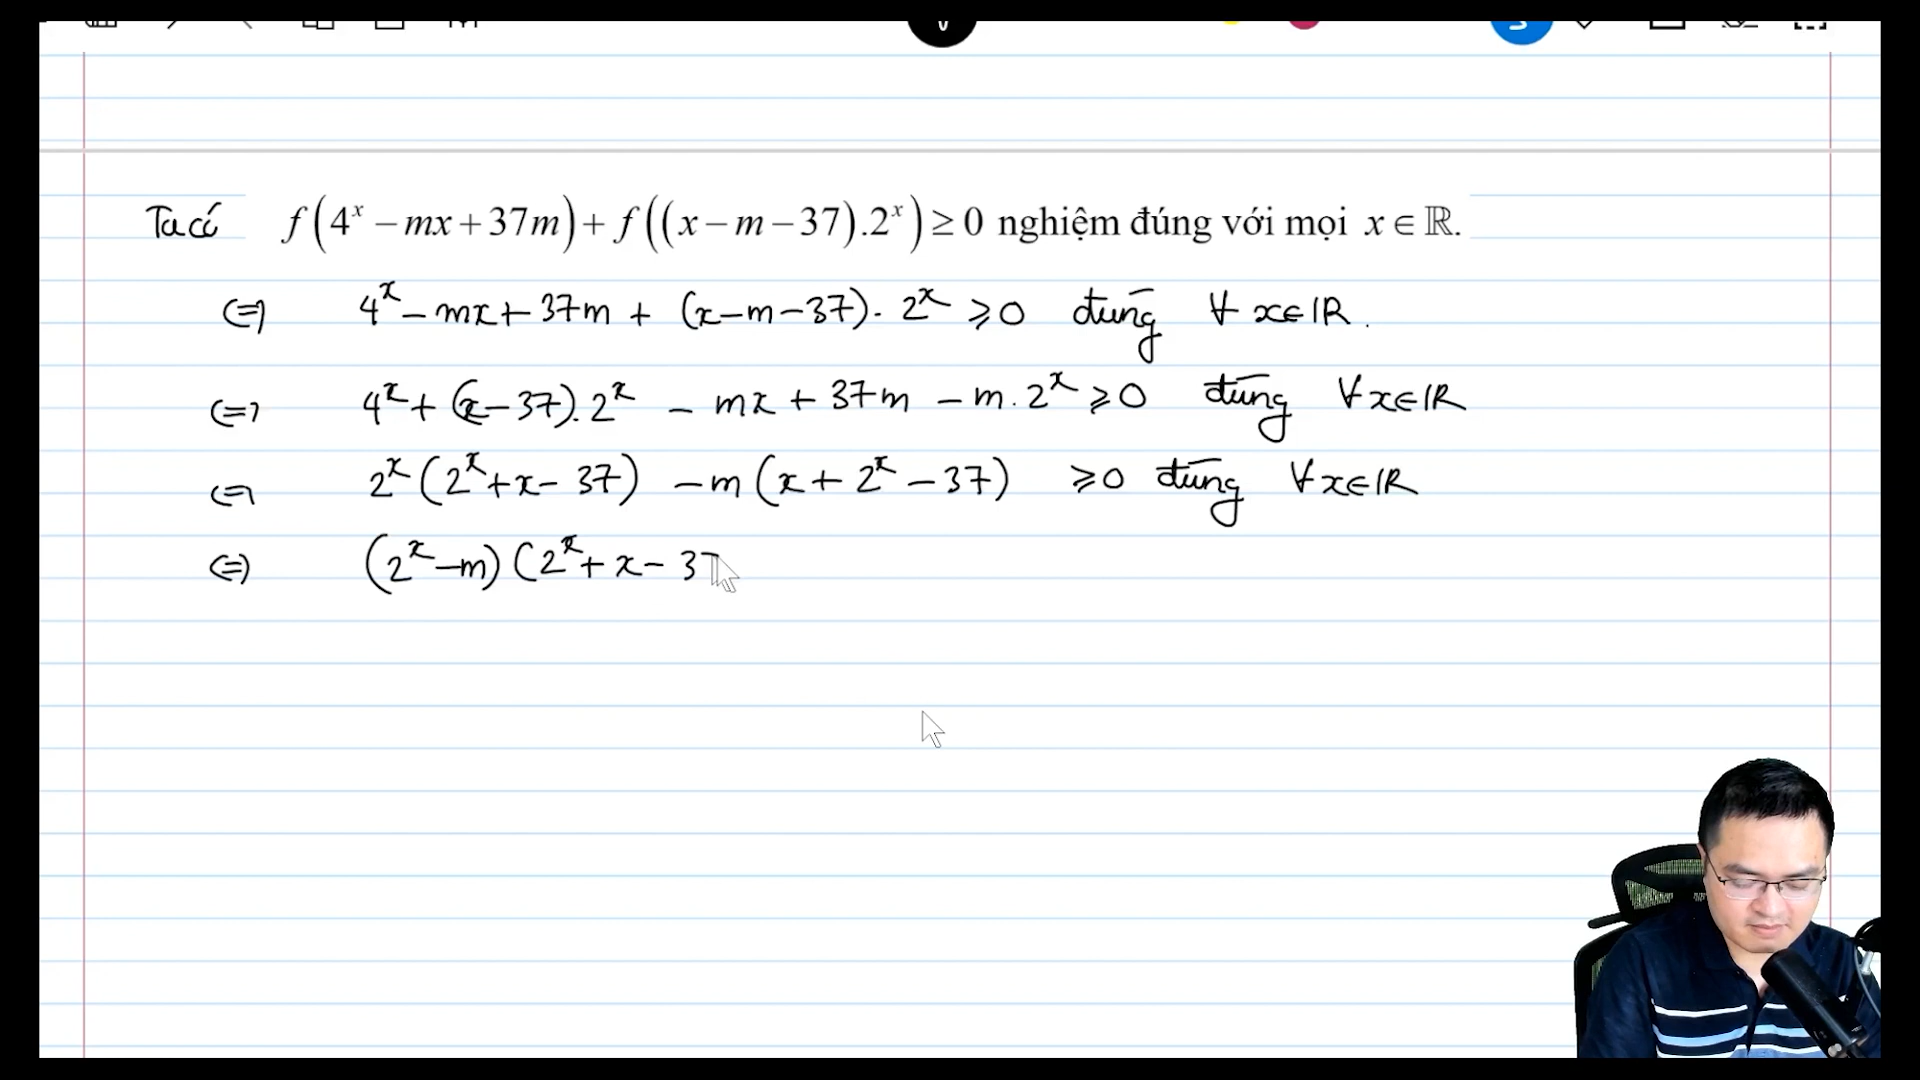 Ta có f(4^x − mx + 37m) + f((x − m − 37).2^x) ≥ 0 nghiệm đúng với mọi x ∈ ℝ.
⇔ 4^x − mx + 37m + (x − m − 37). 2^x ⩾ 0 đúng ∀ x∈ℝ.
⇔ 4^x + (x − 37). 2^x − mx + 37m − m. 2^x ⩾ 0 đúng ∀x∈ℝ
⇔ 2^x (2^x + x − 37) − m (x + 2^x − 37) ⩾ 0 đúng ∀x∈ℝ
⇔ (2^x − m) (2^x + x − 37